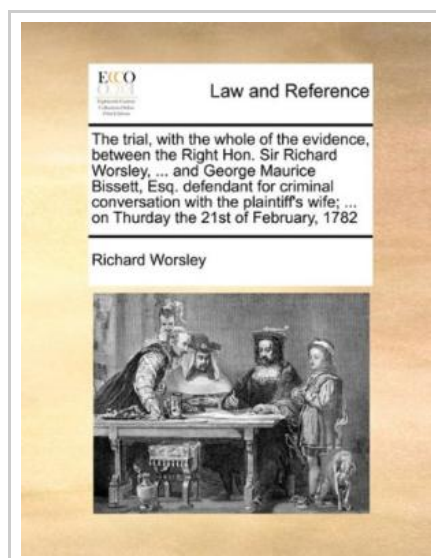 ECCO
Law and Reference
The trial, with the whole of the evidence,
between the Right Hon. Sir Richard
Worsley, ... and George Maurice
Bissett, Esq. defendant for criminal
conversation with the plaintiff's wife; ...
on Thurday the 21st of February, 1782
Richard Worsley